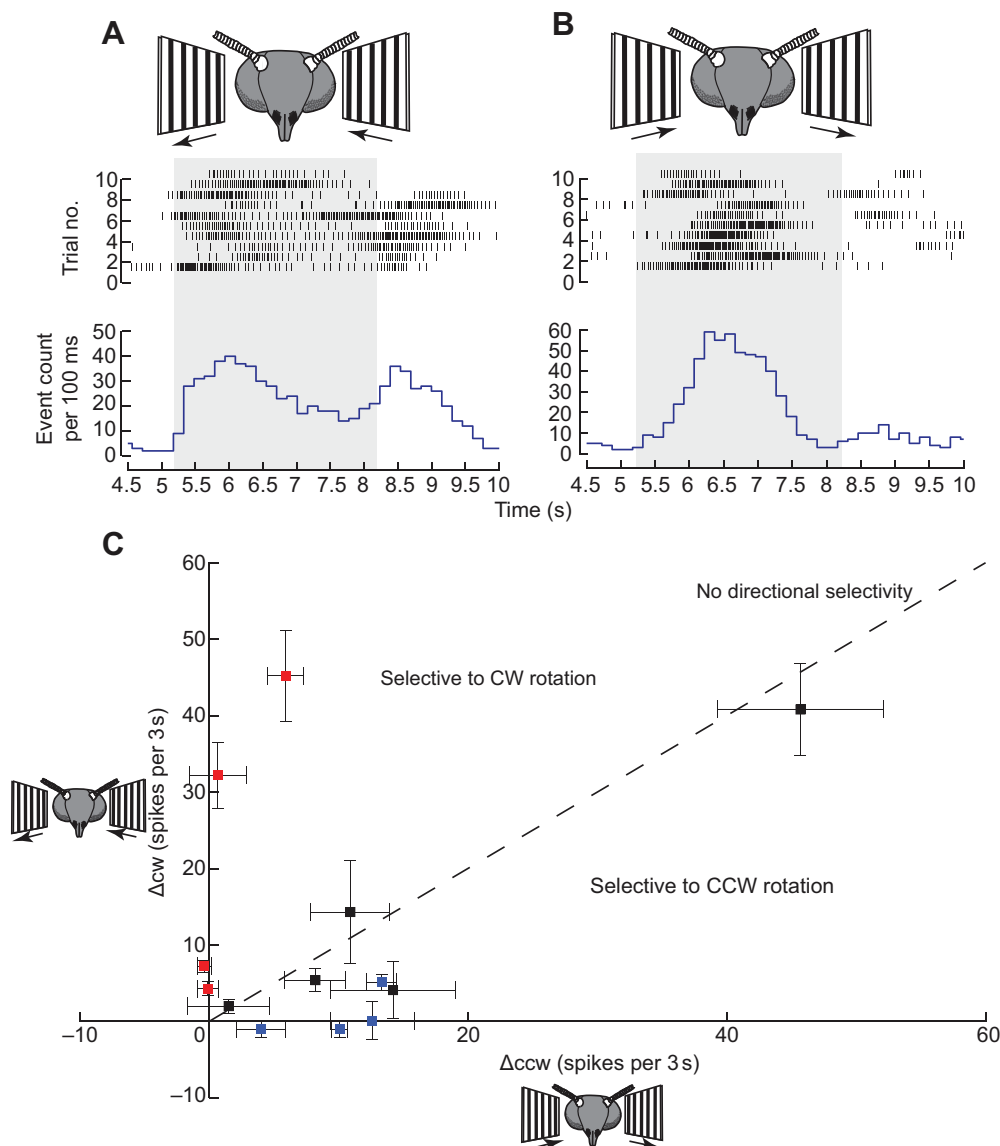 A
B
10
8
6
4
2
0
Trial no.
10
8
6
4
2
0
50
40
30
20
10
0
Event count
per 100 ms
60
50
40
30
20
10
0
4.5 5 5.5 6 6.5 7 7.5 8 8.5 9 9.5 10
4.5 5 5.5 6 6.5 7 7.5 8 8.5 9 9.5 10
Time (s)
C
60
50
40
30
20
10
−10
Δcw (spikes per 3 s)
No directional selectivity
Selective to CW rotation
Selective to CCW rotation
−10 0 20 40 60
Δccw (spikes per 3 s)